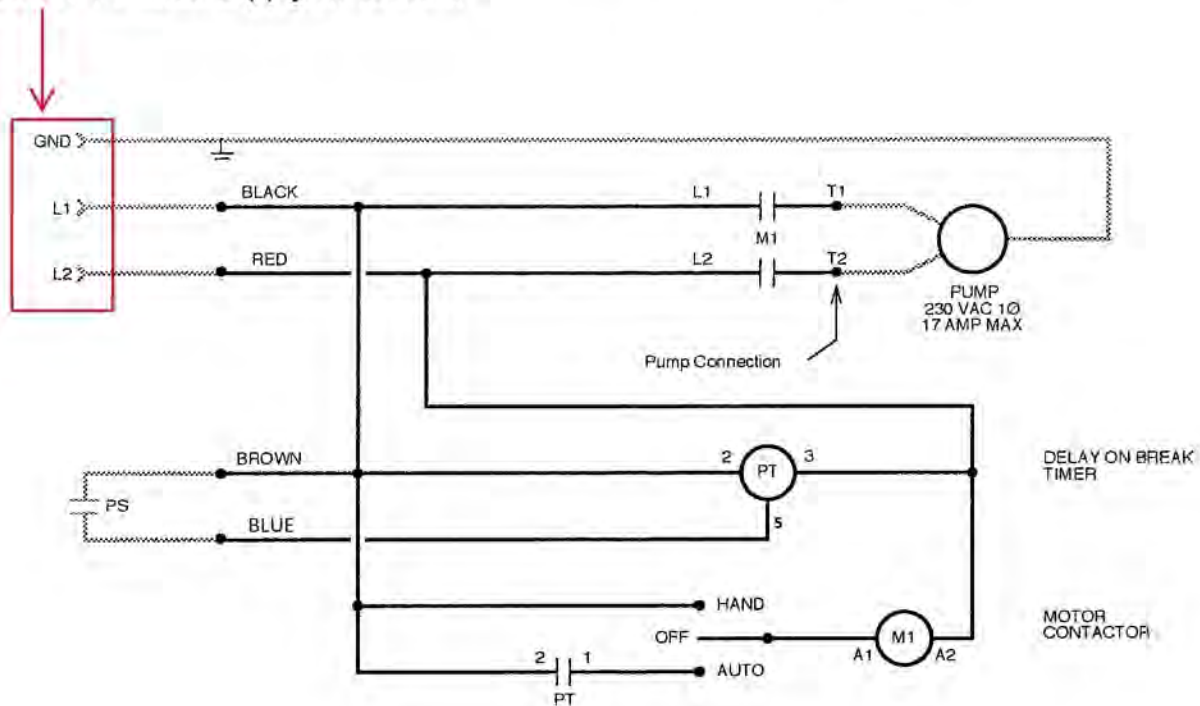 GND
L1
L2
BLACK
RED
L1
M1
L2
T1
T2
PUMP
230 VAC 1Ø
17 AMP MAX
Pump Connection
BROWN
PS
BLUE
2
PT
3
5
DELAY ON BREAK
TIMER
HAND
OFF
AUTO
2
1
PT
A1
M1
A2
MOTOR
CONTACTOR